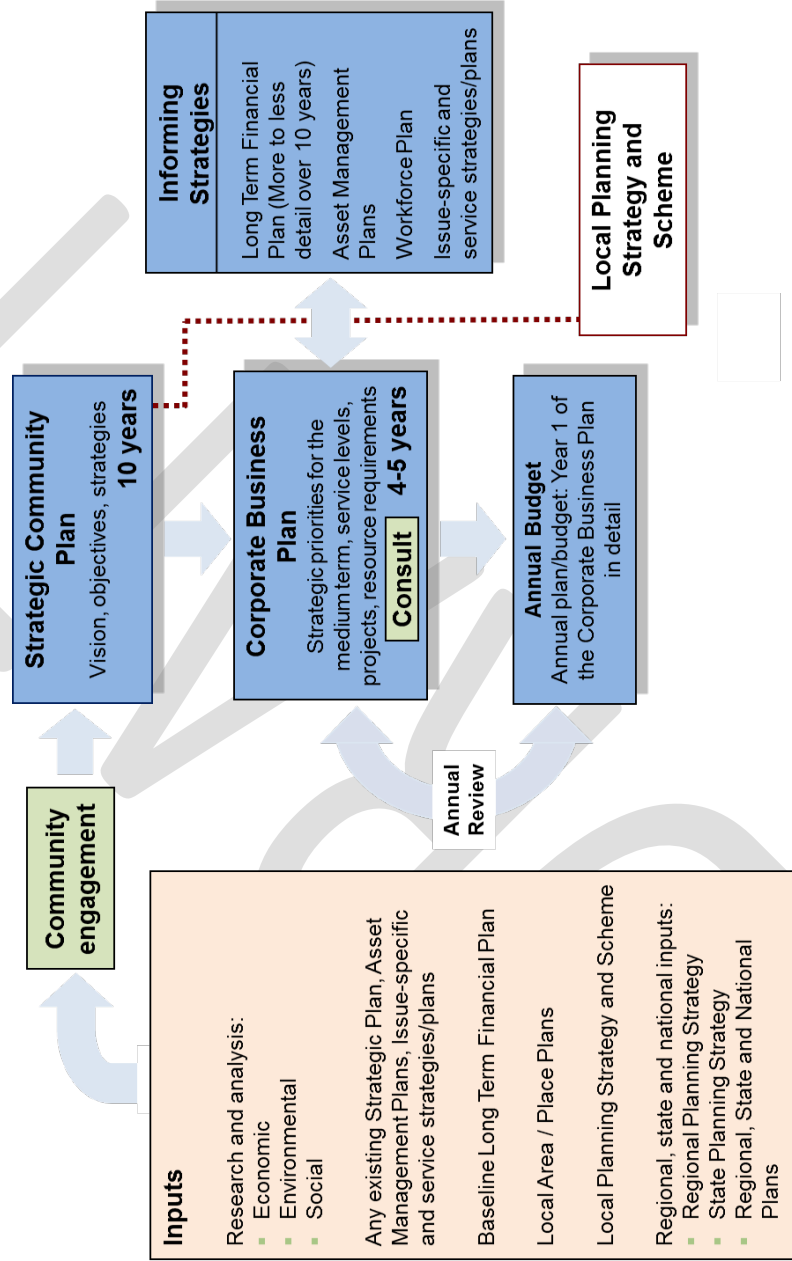 Inputs
Research and analysis:
Economic
Environmental
Social
Any existing Strategic Plan, Asset
Management Plans, Issue-specific
and service strategies/plans
Baseline Long Term Financial Plan
Local Area / Place Plans
Local Planning Strategy and Scheme
Regional, state and national inputs:
Regional Planning Strategy
State Planning Strategy
Regional, State and National
Plans
Community
engagement
Strategic Community
Plan
Vision, objectives, strategies
10 years
Corporate Business
Plan
Strategic priorities for the
medium term, service levels,
projects, resource requirements
Consult 4-5 years
Annual
Review
Annual Budget
Annual plan/budget: Year 1 of
the Corporate Business Plan
in detail
Informing
Strategies
Long Term Financial
Plan (More to less
detail over 10 years)
Asset Management
Plans
Workforce Plan
Issue-specific and
service strategies/plans
Local Planning
Strategy and
Scheme